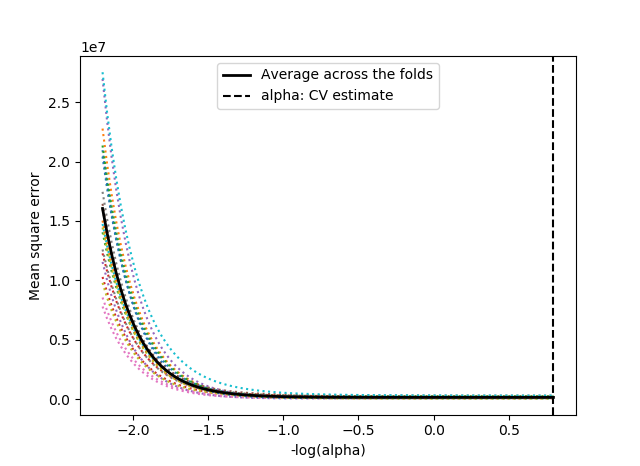 1e7
Average across the folds
alpha: CV estimate
2.5
2.0
1.5
1.0
0.5
0.0
Mean square error
−2.0 −1.5 −1.0 −0.5 0.0 0.5
-log(alpha)